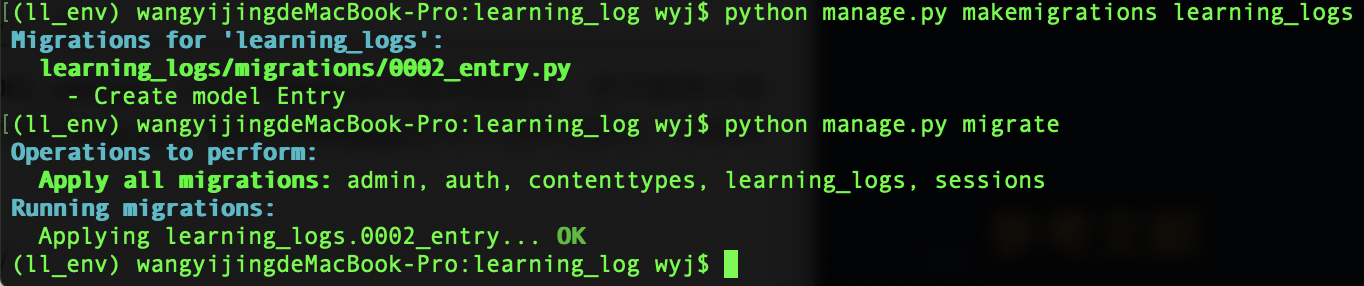 [(ll_env) wangyijingdeMacBook-Pro:learning_log wyj$ python manage.py makemigrations learning_logs
Migrations for 'learning_logs':
  learning_logs/migrations/0002_entry.py
    - Create model Entry
[(ll_env) wangyijingdeMacBook-Pro:learning_log wyj$ python manage.py migrate
Operations to perform:
  Apply all migrations: admin, auth, contenttypes, learning_logs, sessions
Running migrations:
  Applying learning_logs.0002_entry... OK
(ll_env) wangyijingdeMacBook-Pro:learning_log wyj$